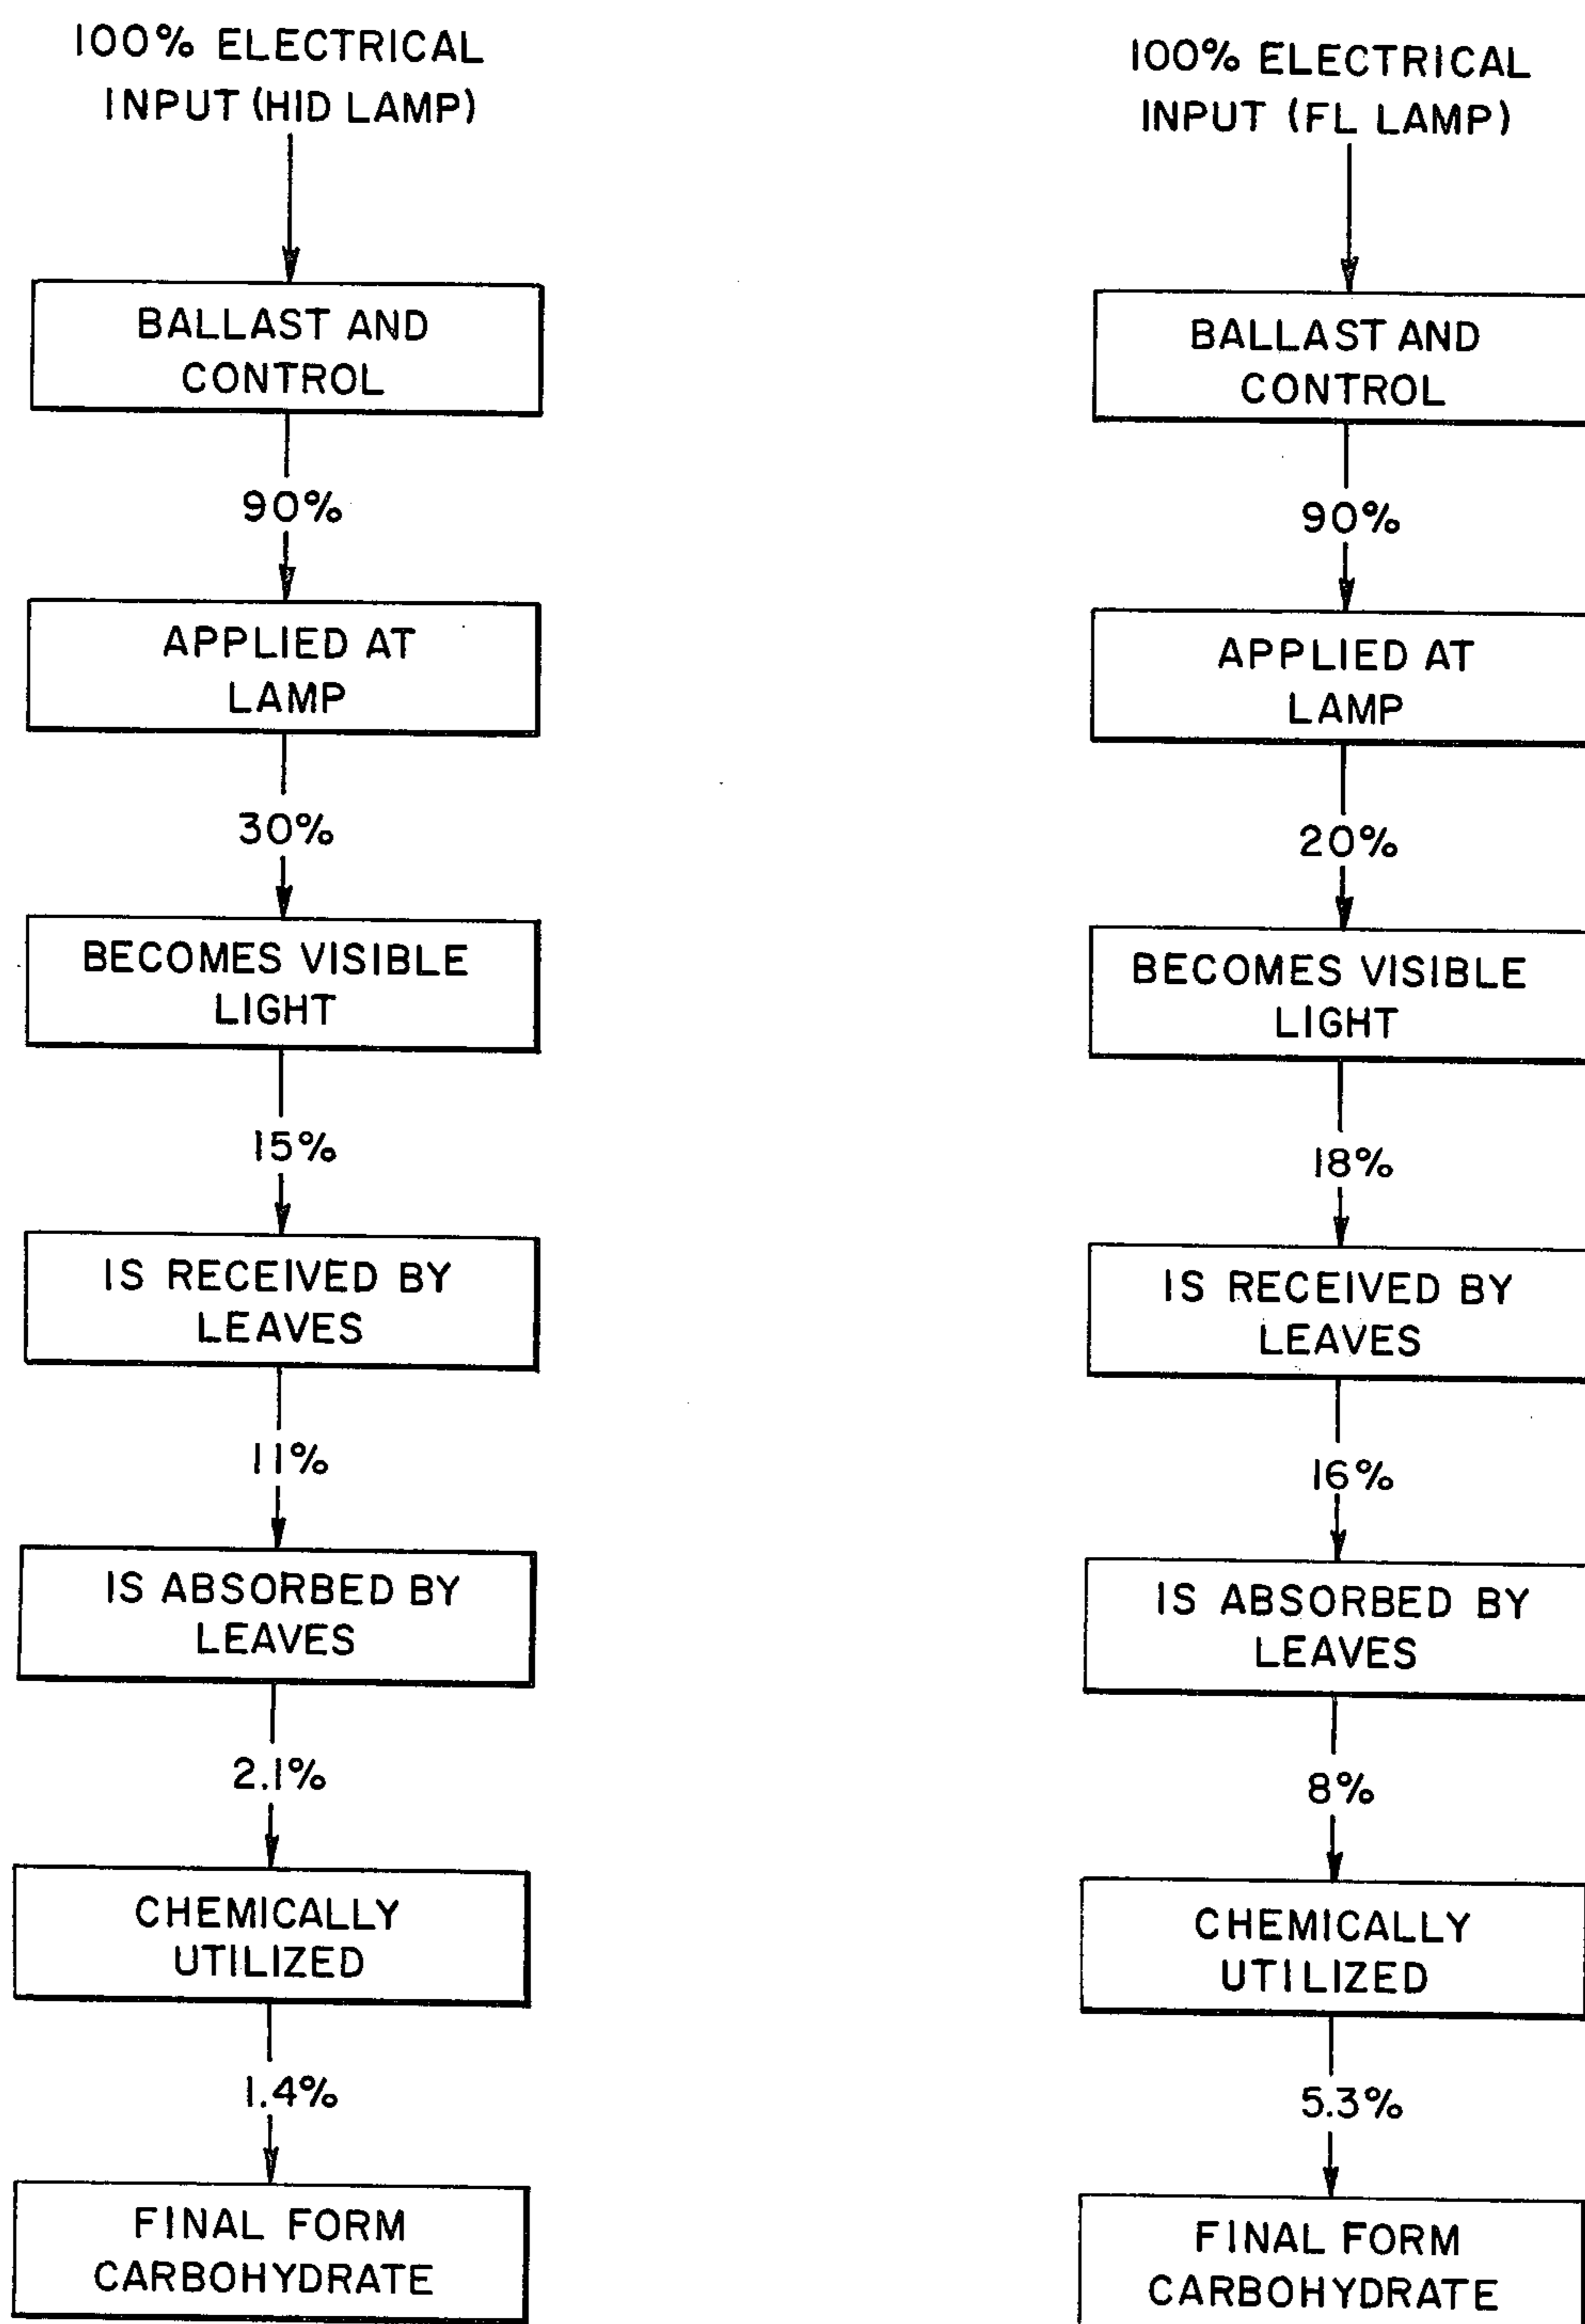 100% ELECTRICAL
INPUT (HID LAMP)
BALLAST AND
CONTROL
90%
APPLIED AT
LAMP
30%
BECOMES VISIBLE
LIGHT
15%
IS RECEIVED BY
LEAVES
11%
IS ABSORBED BY
LEAVES
2.1%
CHEMICALLY
UTILIZED
1.4%
FINAL FORM
CARBOHYDRATE
100% ELECTRICAL
INPUT (FL LAMP)
BALLAST AND
CONTROL
90%
APPLIED AT
LAMP
20%
BECOMES VISIBLE
LIGHT
18%
IS RECEIVED BY
LEAVES
16%
IS ABSORBED BY
LEAVES
8%
CHEMICALLY
UTILIZED
5.3%
FINAL FORM
CARBOHYDRATE